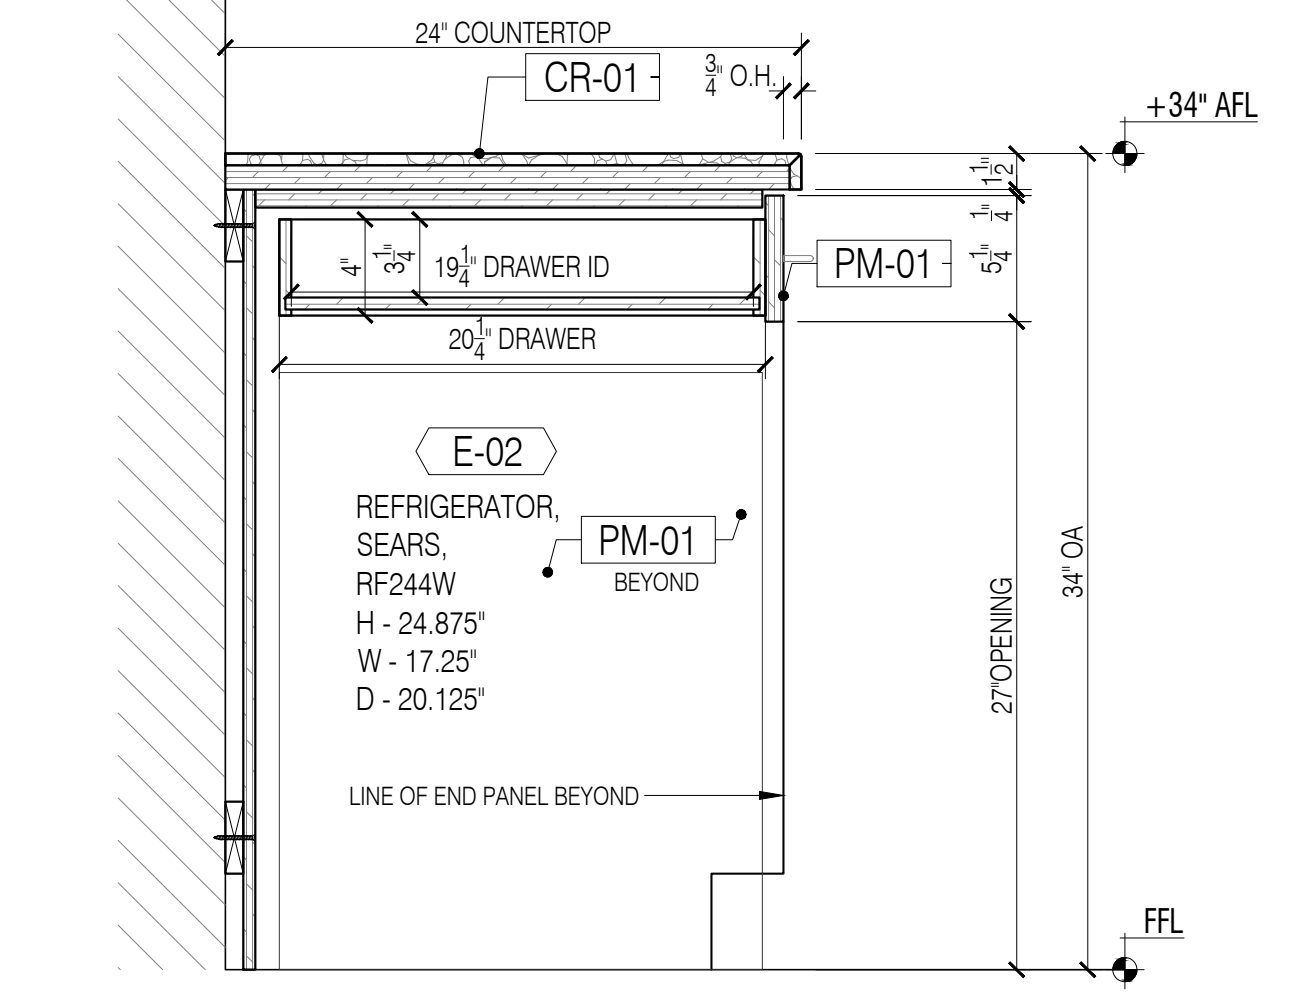 24" COUNTERTOP
CR-01
3/4" O.H.
+34" AFL
1 1/2"
1/4"
5 1/4"
4"
3 1/4"
19 1/4" DRAWER ID
PM-01
20 1/4" DRAWER
E-02
REFRIGERATOR,
SEARS,
RF244W
H - 24.875"
W - 17.25"
D - 20.125"
PM-01
BEYOND
34" OA
27"OPENING
LINE OF END PANEL BEYOND
FFL